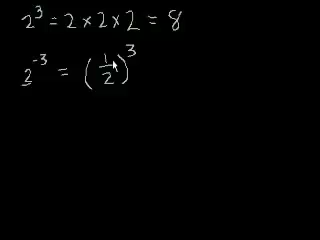 2³ = 2 × 2 × 2 = 8
2⁻³ = (1/2)³